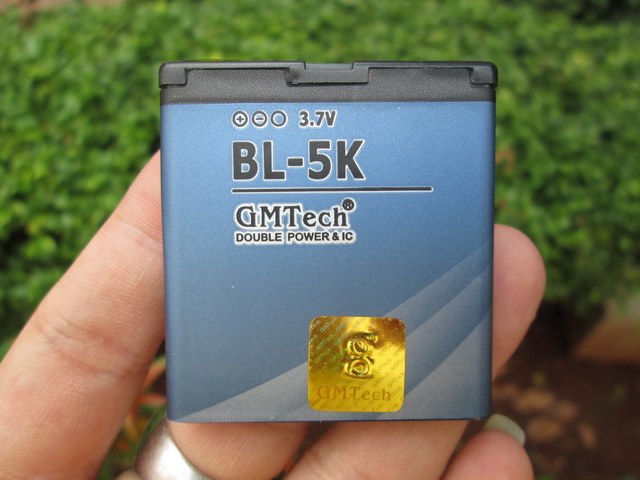 ⊕⊖○ 3.7V
BL-5K
GMTech®
DOUBLE POWER & IC
GMTech